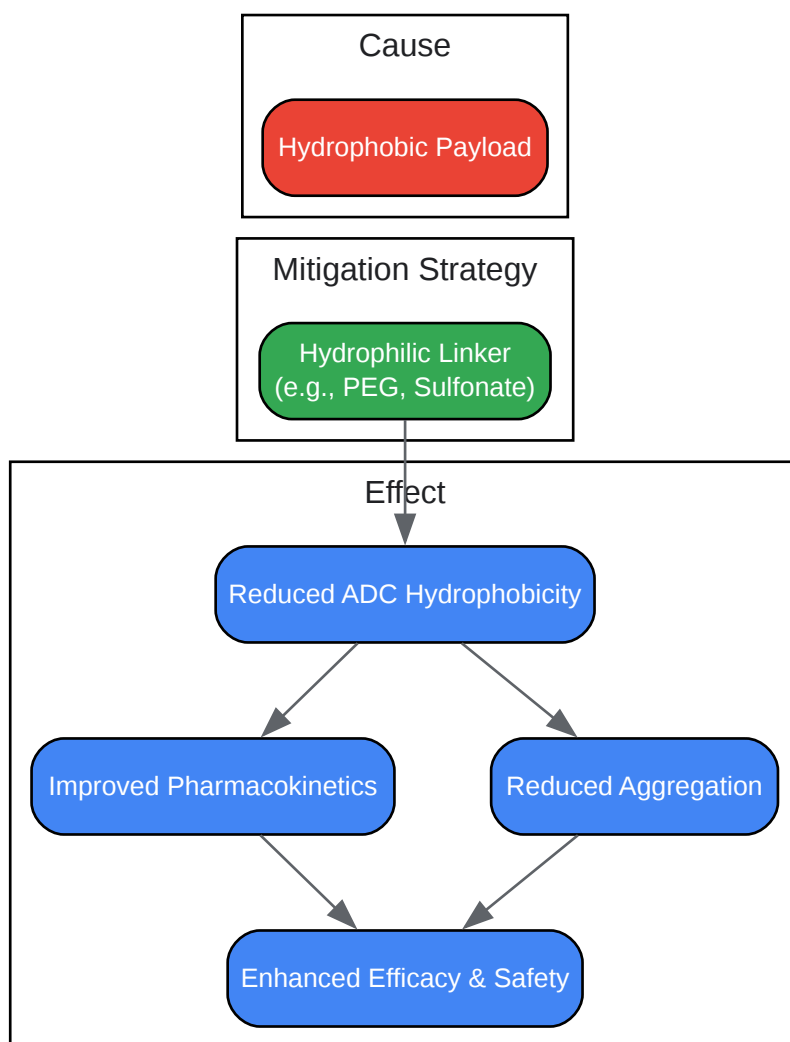 Cause
Hydrophobic Payload
Mitigation Strategy
Hydrophilic Linker
(e.g., PEG, Sulfonate)
Effect
Reduced ADC Hydrophobicity
Improved Pharmacokinetics
Reduced Aggregation
Enhanced Efficacy & Safety